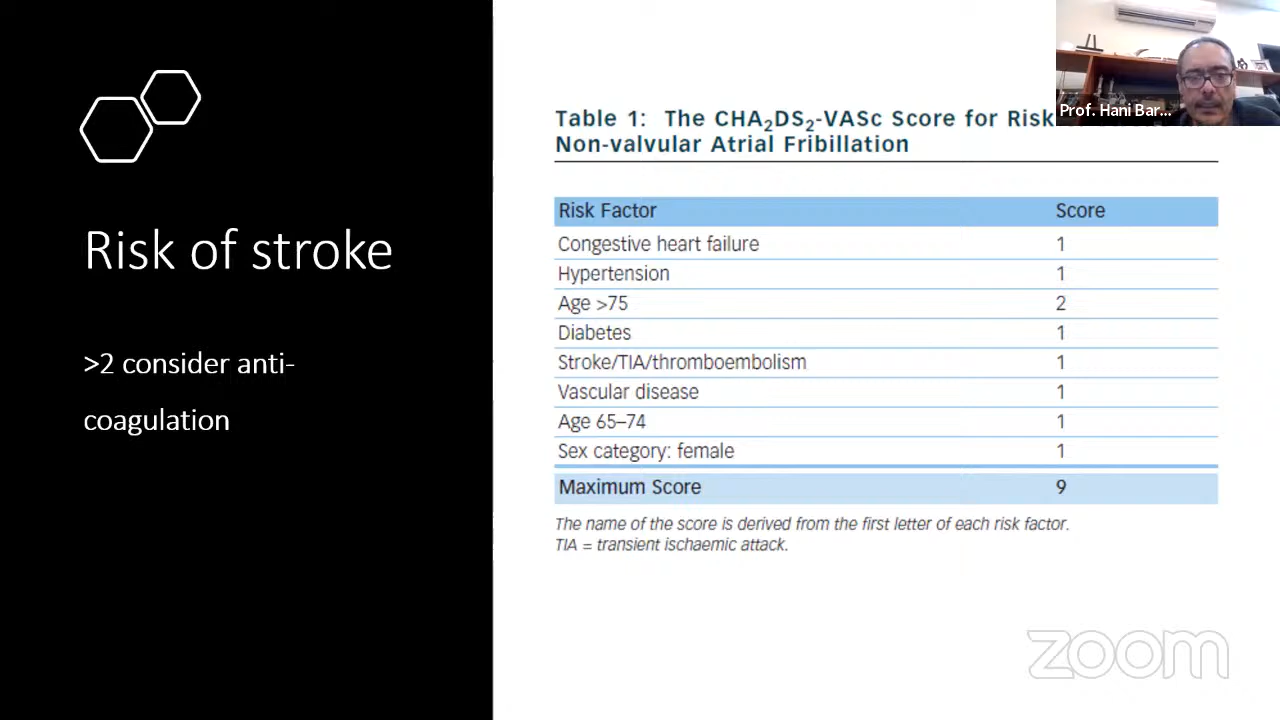 Risk of stroke
>2 consider anti-
coagulation
Table 1: The CHA₂DS₂-VASc Score for Risk
Non-valvular Atrial Fribillation
Risk Factor Score
Congestive heart failure 1
Hypertension 1
Age >75 2
Diabetes 1
Stroke/TIA/thromboembolism 1
Vascular disease 1
Age 65–74 1
Sex category: female 1
Maximum Score 9
The name of the score is derived from the first letter of each risk factor.
TIA = transient ischaemic attack.
Prof. Hani Bar...
zoom